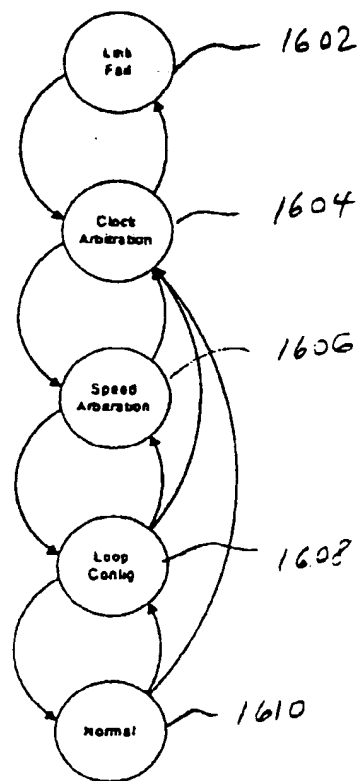 Link
Fail
1602
Clock
Arbitration
1604
Speed
Arbitration
1606
Loop
Config
1608
Normal
1610